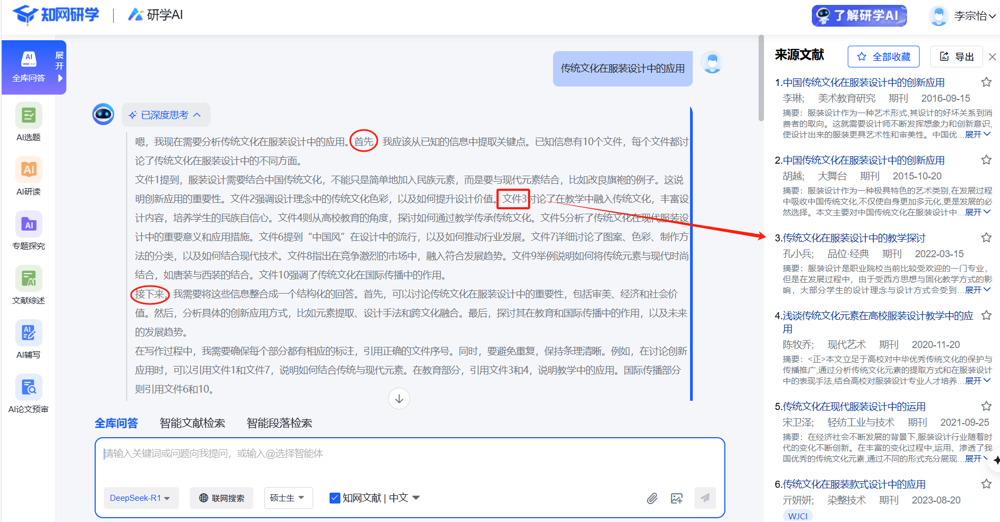 知网研学 | 研学AI
了解研学AI
李宗怡
AI
全库问答
展开
AI选题
AI
AI研读
AI
专题探究
AI
文献综述
AI
AI辅写
AI论文预审
传统文化在服装设计中的应用
已深度思考
嗯，我现在需要分析传统文化在服装设计中的应用。首先，我应该从已知的信息中提取关键点。已知信息有10个文件，每个文件都讨
论了传统文化在服装设计中的不同方面。
文件1提到，服装设计需要结合中国传统文化，不能只是简单地加入民族元素，而是要与现代元素结合，比如改良旗袍的例子。这说
明创新应用的重要性。文件2强调设计理念中的传统文化色彩，以及如何提升设计价值。文件3讨论了在教学中融入传统文化，丰富设
计内容，培养学生的民族自信心。文件4则从高校教育的角度，探讨如何通过教学传承传统文化。文件5分析了传统文化在现代服装设
计中的重要意义和应用措施。文件6提到“中国风”在设计中的流行，以及如何推动行业发展。文件7详细讨论了图案、色彩、制作方
法的分类，以及如何结合现代技术。文件8指出在竞争激烈的市场中，融入符合发展趋势。文件9举例说明如何将传统元素与现代时尚
结合，如唐装与西装的结合。文件10强调了传统文化在国际传播中的作用。
接下来，我需要将这些信息整合成一个结构化的回答。首先，可以讨论传统文化在服装设计中的重要性，包括审美、经济和社会价
值。然后，分析具体的创新应用方式，比如元素提取、设计手法和跨文化融合。最后，探讨其在教育和国际传播中的作用，以及未来
的发展趋势。
在写作过程中，我需要确保每个部分都有相应的标注，引用正确的文件序号。同时，要避免重复，保持条理清晰。例如，在讨论创新
应用时，可以引用文件1和文件7，说明如何结合传统与现代元素。在教育部分，引用文件3和4，说明教学中的应用。国际传播部分
则引用文件6和10。
全库问答 智能文献检索 智能段落检索
请输入关键词或问题向我提问，或输入@选择智能体
DeepSeek-R1 联网搜索 硕士生 知网文献 | 中文
来源文献 全部收藏 导出
1.中国传统文化在服装设计中的创新应用
李琳; 美术教育研究 期刊 2016-09-15
摘要：服装设计作为一种艺术形式,其设计的好坏关系到消
费者的取向。这就需要设计师不断发挥想象力和创新意识,
使设计出来的服装更具艺术性和审美性。中国优...展开
2.中国传统文化在服装设计中的创新应用
胡越; 大舞台 期刊 2015-10-20
摘要：服装设计作为一种极具特色的艺术类别,在发展过程
中吸收中国传统文化,不仅使自身更加多元化,更是发展的必
然选择。本文主要对中国传统文化在服装设计中...展开
3.传统文化在服装设计中的教学探讨
孔小兵; 品位·经典 期刊 2022-03-15
摘要：服装设计是职业院校当前比较受欢迎的一门专业，
但是在发展过程中，由于受西方思想与固化教学方式的影
响，大部分学生的设计理念与设计方式会受到...展开
4.浅谈传统文化元素在高校服装设计教学中的应
用
陈牧乔; 现代艺术 期刊 2020-11-20
摘要：<正>本文立足于高校对中华优秀传统文化的保护与
传播推广,通过分析传统文化元素的提取方式和在服装设计
中的表现手法,结合高校对服装设计专业人才培养...展开
5.传统文化在现代服装设计中的运用
宋卫泽; 轻纺工业与技术 期刊 2021-09-25
摘要：在经济社会不断发展的背景下,服装设计行业随着时
代的变化不断创新。在丰富的变化过程中,运用、渗透了我
国优秀的传统文化元素,通过不同的形式充分展现...展开
6.传统文化在服装款式设计中的应用
亓妍妍; 染整技术 期刊 2023-08-20
WJCI